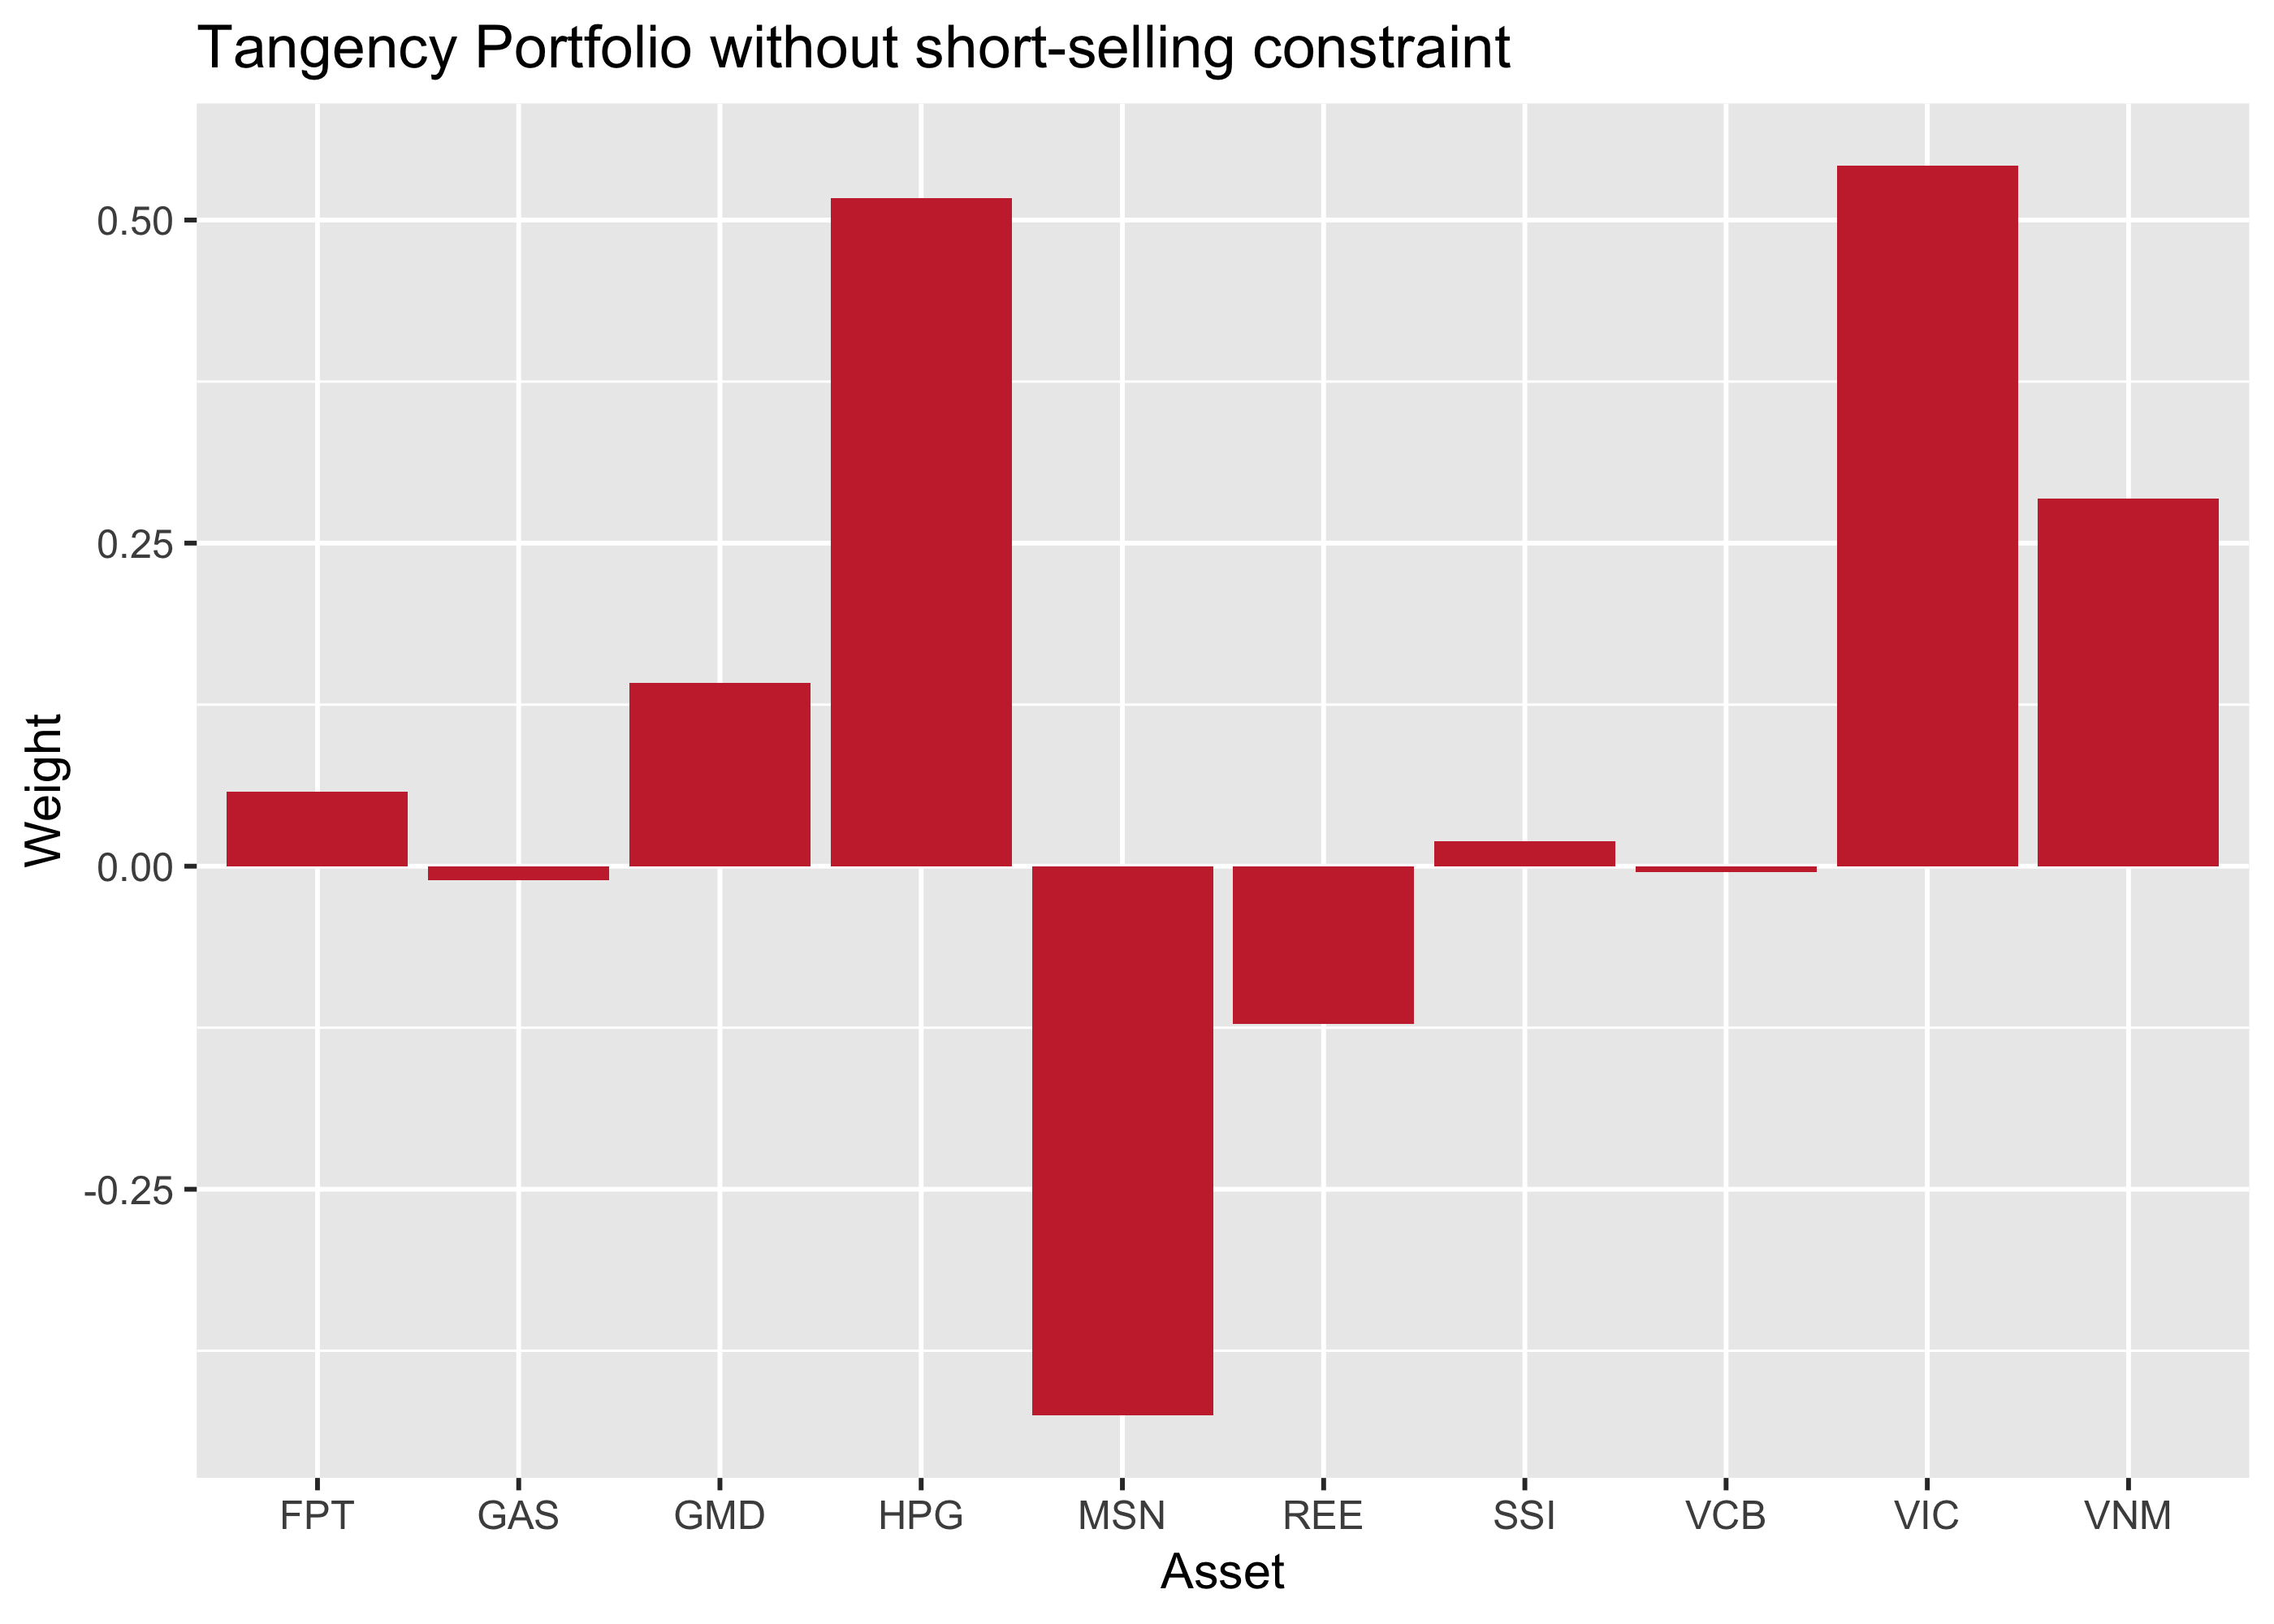 Tangency Portfolio without short-selling constraint
Weight
0.50
0.25
0.00
-0.25
FPT GAS GMD HPG MSN REE SSI VCB VIC VNM
Asset